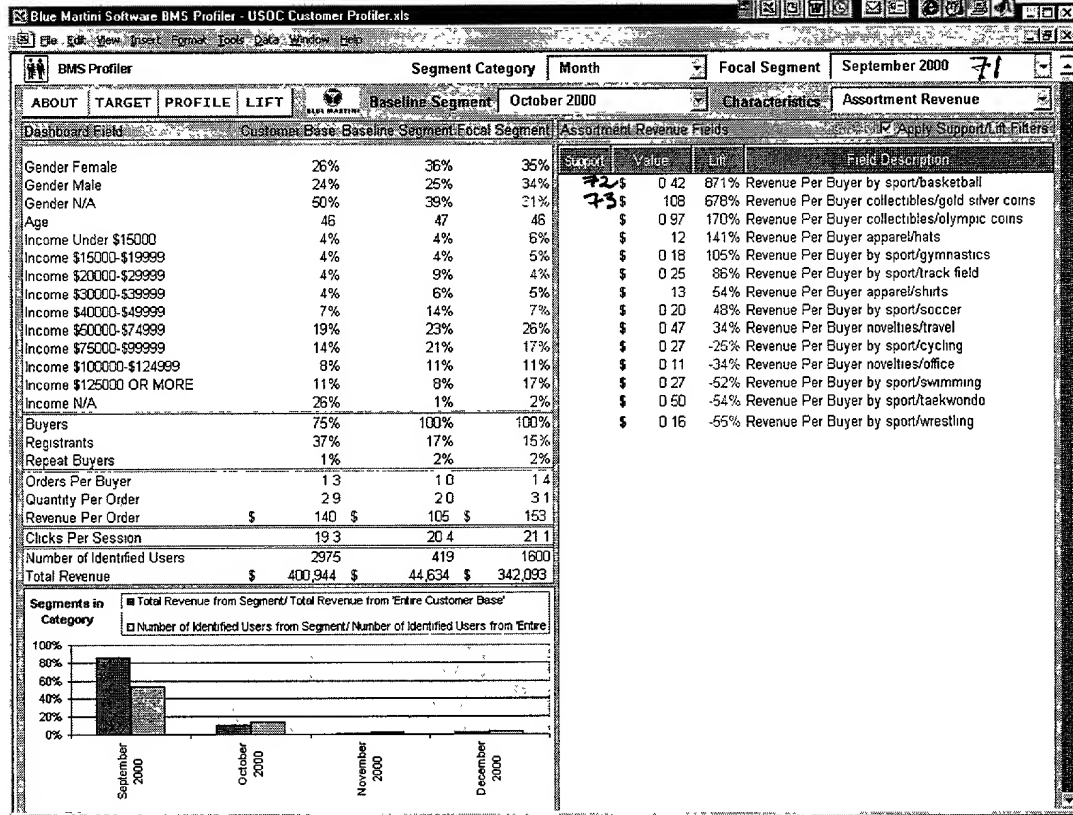 Blue Martini Software BMS Profiler - USOC Customer Profiler.xls
File Edit View Insert Format Tools Data Window Help
BMS Profiler Segment Category Month Focal Segment September 2000 71
ABOUT TARGET PROFILE LIFT BLUE MARTINI Baseline Segment October 2000 Characteristics Assortment Revenue
Dashboard Field Customer Base Baseline Segment Focal Segment
Gender Female 26% 36% 35%
Gender Male 24% 25% 34%
Gender N/A 50% 39% 31%
Age 46 47 46
Income Under $15000 4% 4% 6%
Income $15000-$19999 4% 4% 5%
Income $20000-$29999 4% 9% 4%
Income $30000-$39999 4% 6% 5%
Income $40000-$49999 7% 14% 7%
Income $50000-$74999 19% 23% 26%
Income $75000-$99999 14% 21% 17%
Income $100000-$124999 8% 11% 11%
Income $125000 OR MORE 11% 8% 17%
Income N/A 26% 1% 2%
Buyers 75% 100% 100%
Registrants 37% 17% 15%
Repeat Buyers 1% 2% 2%
Orders Per Buyer 1 3 1 0 1 4
Quantity Per Order 2 9 2 0 3 1
Revenue Per Order $ 140 $ 105 $ 153
Clicks Per Session 19 3 20 4 21 1
Number of Identified Users 2975 419 1600
Total Revenue $ 400,944 $ 44,634 $ 342,093
Assortment Revenue Fields Apply Support/Lift Filters
Support Value Lift Field Description
72 $ 0 42 871% Revenue Per Buyer by sport/basketball
73 $ 108 678% Revenue Per Buyer collectibles/gold silver coins
$ 0 97 170% Revenue Per Buyer collectibles/olympic coins
$ 12 141% Revenue Per Buyer apparel/hats
$ 0 18 105% Revenue Per Buyer by sport/gymnastics
$ 0 25 86% Revenue Per Buyer by sport/track field
$ 13 54% Revenue Per Buyer apparel/shirts
$ 0 20 48% Revenue Per Buyer by sport/soccer
$ 0 47 34% Revenue Per Buyer novelties/travel
$ 0 27 -25% Revenue Per Buyer by sport/cycling
$ 0 11 -34% Revenue Per Buyer novelties/office
$ 0 27 -52% Revenue Per Buyer by sport/swimming
$ 0 50 -54% Revenue Per Buyer by sport/taekwondo
$ 0 16 -55% Revenue Per Buyer by sport/wrestling
Segments in Category
Total Revenue from Segment/ Total Revenue from 'Entire Customer Base'
Number of Identified Users from Segment/ Number of Identified Users from 'Entire
100%
80%
60%
40%
20%
0%
September 2000
October 2000
November 2000
December 2000